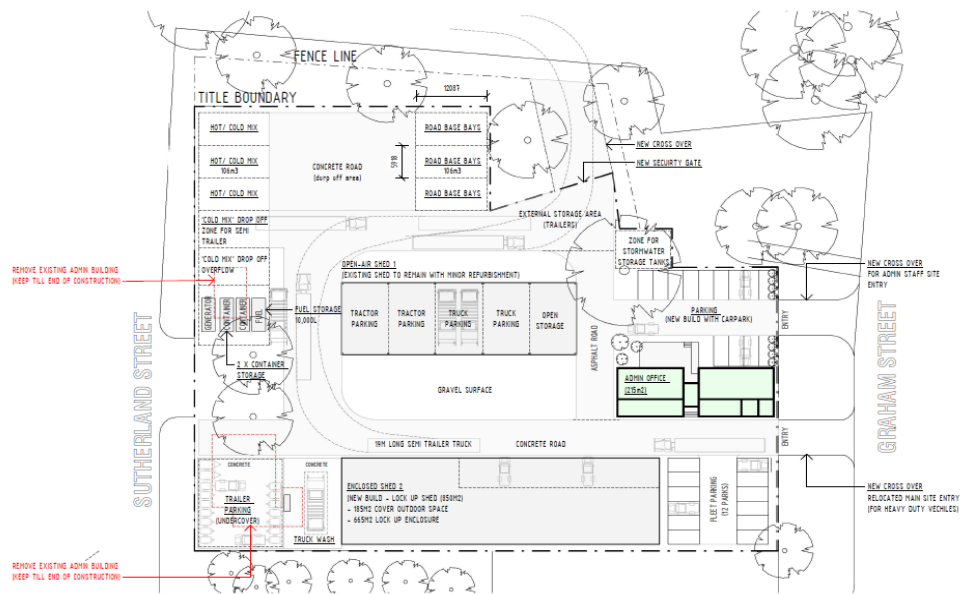 FENCE LINE
TITLE BOUNDARY
12087
HOT/ COLD MIX
ROAD BASE BAYS
HOT/ COLD MIX
106m3
CONCRETE ROAD
(durp off area)
5918
ROAD BASE BAYS
106m3
HOT/ COLD MIX
ROAD BASE BAYS
NEW CROSS OVER
NEW SECURTY GATE
'COLD MIX' DROP OFF
ZONE FOR SEMI
TRAILER
EXTERNAL STORAGE AREA
(TRAILERS)
ZONE FOR
STORMWATER
STORAGE TANKS
'COLD MIX' DROP OFF
OVERFLOW
OPEN-AIR SHED 1
(EXISTING SHED TO REMAIN WITH MINOR REFURBISHMENT)
REMOVE EXISTING ADMIN BUILDING
(KEEP TILL END OF CONSTRUCTION)
NEW CROSS OVER
FOR ADMIN STAFF SITE
ENTRY
GENERATOR
CONTAINER
CONTAINER
FUEL
FUEL STORAGE
10,000L
TRACTOR
PARKING
TRACTOR
PARKING
TRUCK
PARKING
TRUCK
PARKING
OPEN
STORAGE
PARKING
(NEW BUILD WITH CARPARK)
ENTRY
ASPHALT ROAD
2 X CONTAINER
STORAGE
GRAVEL SURFACE
ADMIN OFFICE
(215m2)
SUTHERLAND STREET
GRAHAM STREET
19M LONG SEMI TRAILER TRUCK
CONCRETE ROAD
ENTRY
CONCRETE
CONCRETE
TRAILER
PARKING
(UNDERCOVER)
TRUCK WASH
ENCLOSED SHED 2
(NEW BUILD - LOCK UP SHED (850M2)
- 185M2 COVER OUTDOOR SPACE
- 665M2 LOCK UP ENCLOSURE
FLEET PARKING
(12 PARKS)
NEW CROSS OVER
RELOCATED MAIN SITE ENTRY
(FOR HEAVY DUTY VECHILES)
REMOVE EXISTING ADMIN BUILDING
(KEEP TILL END OF CONSTRUCTION)